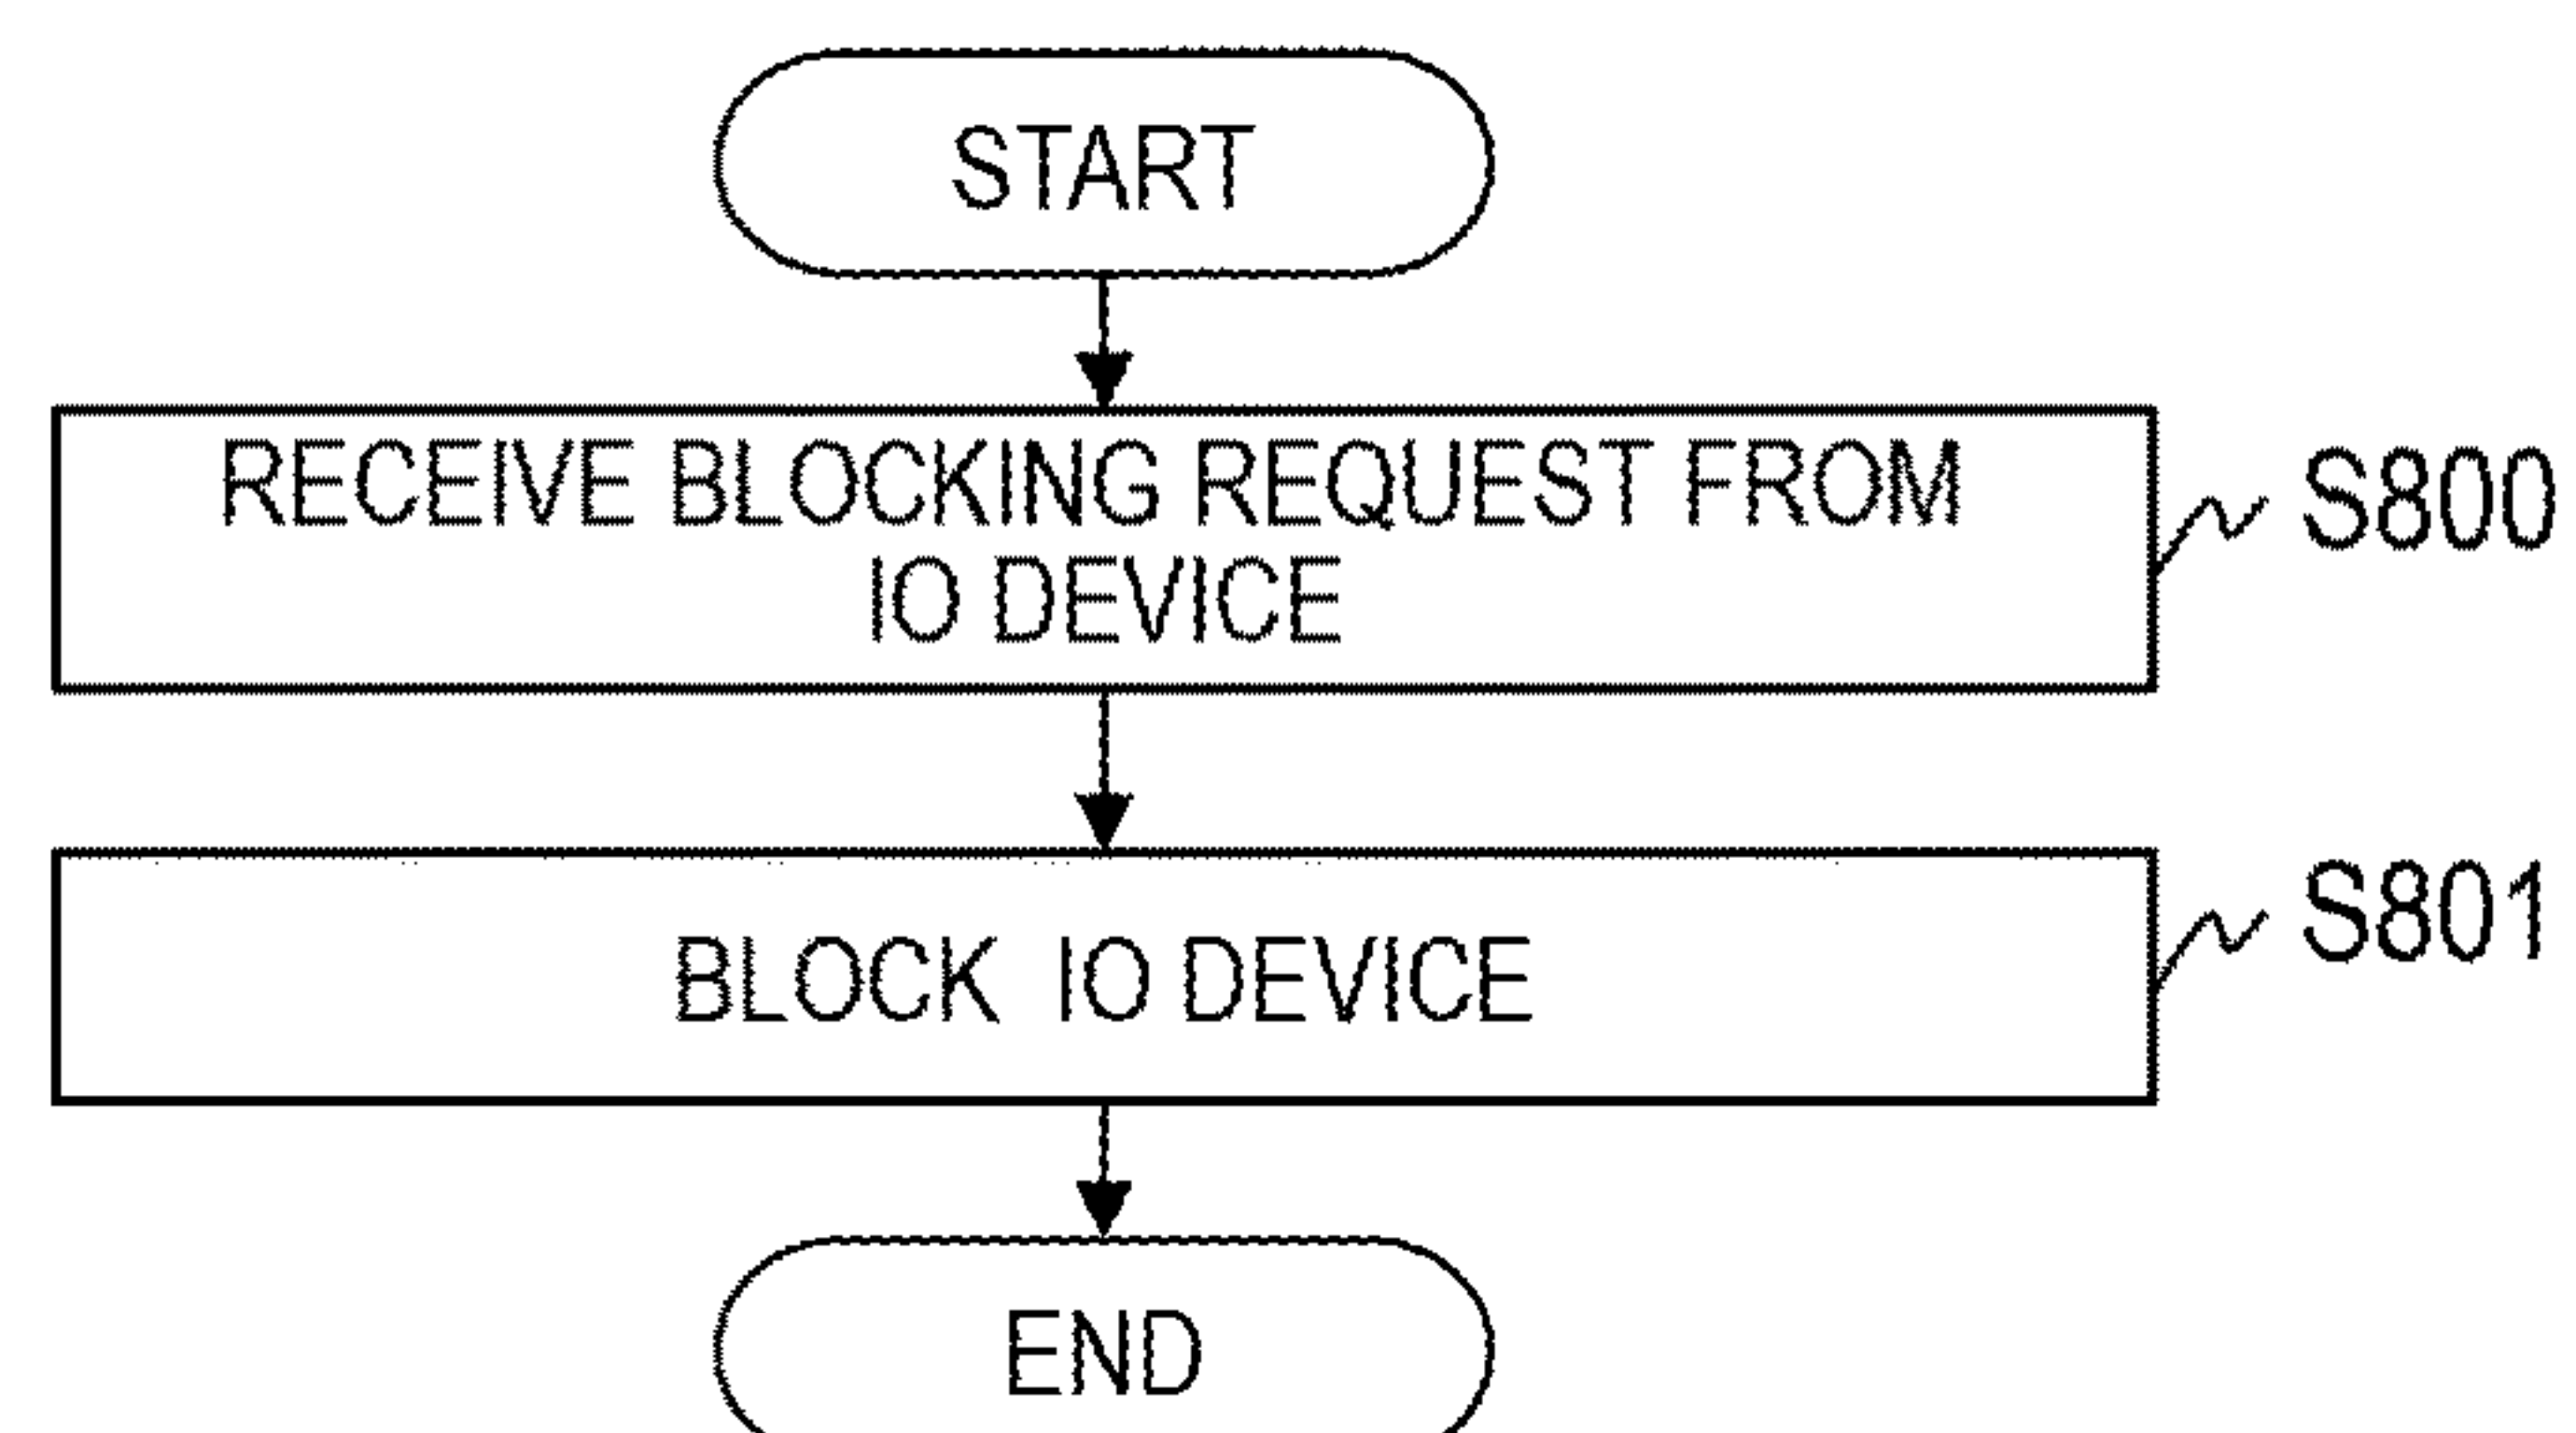 START
RECEIVE BLOCKING REQUEST FROM
IO DEVICE
S800
BLOCK IO DEVICE
S801
END